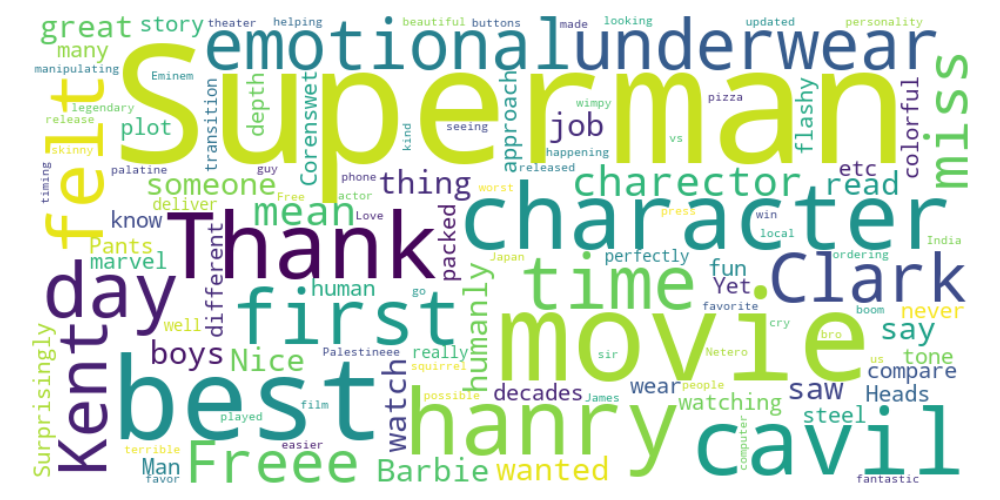 great story
many
emotional underwear
theater helping
beautiful buttons made looking updated personality
manipulating
Eminem
Superman
legendary
release
plot
transition
depth
Corenswet
approach
wimpy
pizza
flashy
colorful
miss
felt
job
kind
seeing
vs
happening
skinny
timing
palatine
guy
phone
actor
thing
released
etc
someone
deliver
Free
worst
charector
read
mean
Love
know
Thank
packed
character
press
win
local
India
Pants
marvel
different
Japan
perfectly
ordering
day
human
go
humanly
time
fun
Yet
Clark
first
favorite
boom
never
Surprisingly
Kent
well
boys
Nice
Palestineee
really
squirrel
movie
sir
Netero
cry
bro
us
say
tone
compare
best
watch
decades
James
wear
people
saw
Heads
possible
watching
played
film
hanry
steel
terrible
easier
cavil
computer
Man
favor
Freee
Barbie
wanted
fantastic